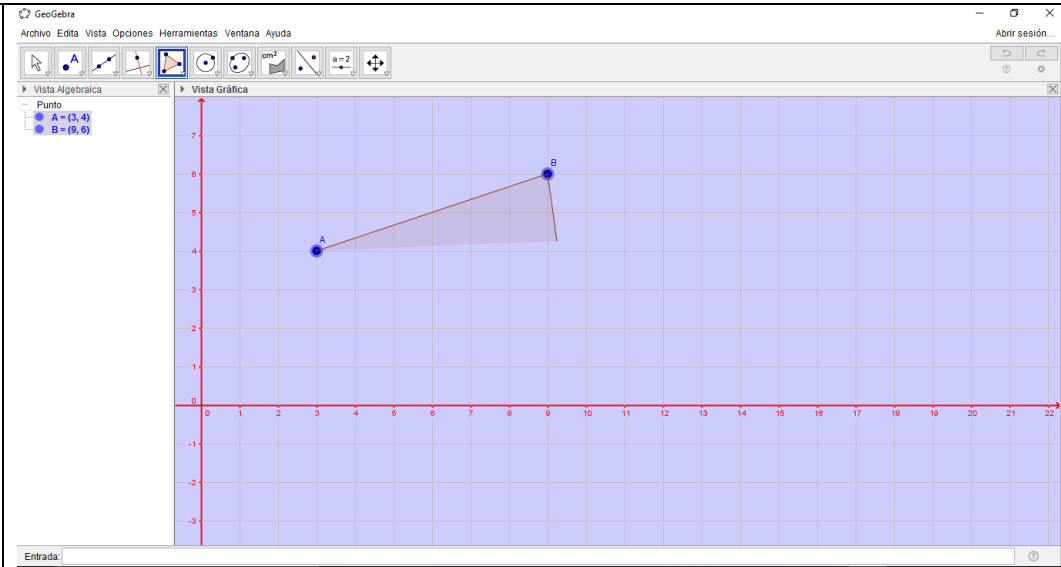 GeoGebra
Archivo Edita Vista Opciones Herramientas Ventana Ayuda
Abrir sesión...
A
cm²
a=2
Vista Algebraica
Vista Gráfica
Punto
A = (3, 4)
B = (9, 6)
7
6
5
4
3
2
1
0
-1
-2
-3
0 1 2 3 4 5 6 7 8 9 10 11 12 13 14 15 16 17 18 19 20 21 22
A
B
Entrada: